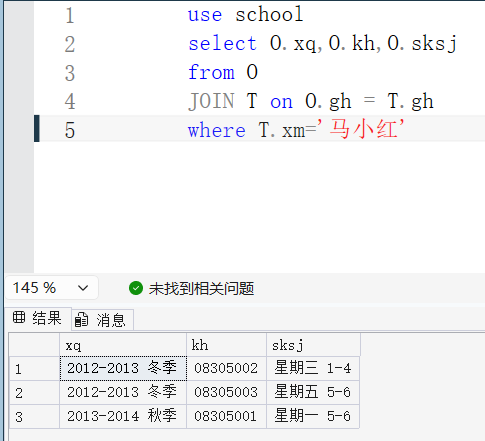 1 use school
2 select O.xq,O.kh,O.sksj
3 from O
4 JOIN T on O.gh = T.gh
5 where T.xm='马小红'
145 % 未找到相关问题
结果 消息
xq kh sksj
1 2012-2013 冬季 08305002 星期三 1-4
2 2012-2013 冬季 08305003 星期五 5-6
3 2013-2014 秋季 08305001 星期一 5-6